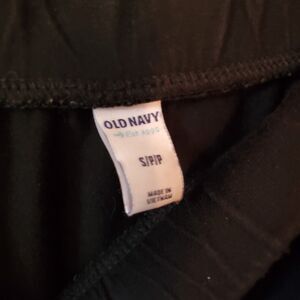 OLD NAVY
S/P/P
MADE IN
VIETNAM